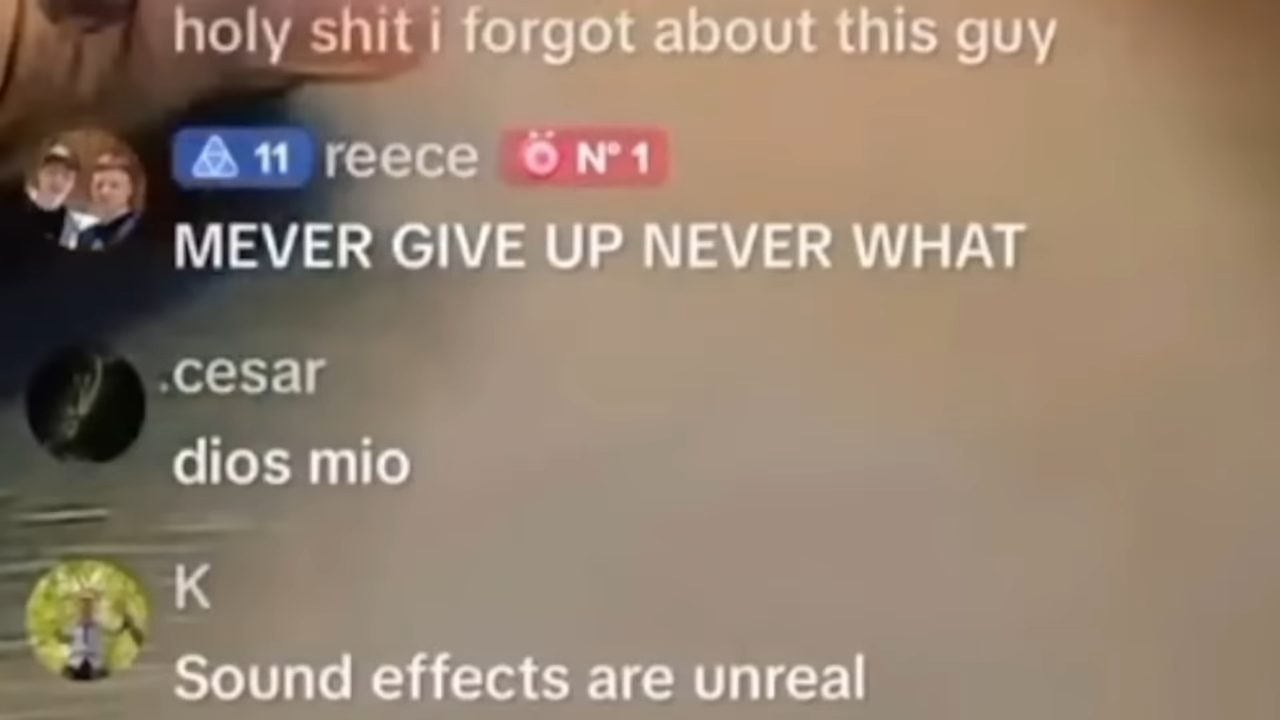 holy shit i forgot about this guy
11 reece N° 1
MEVER GIVE UP NEVER WHAT
.cesar
dios mio
K
Sound effects are unreal